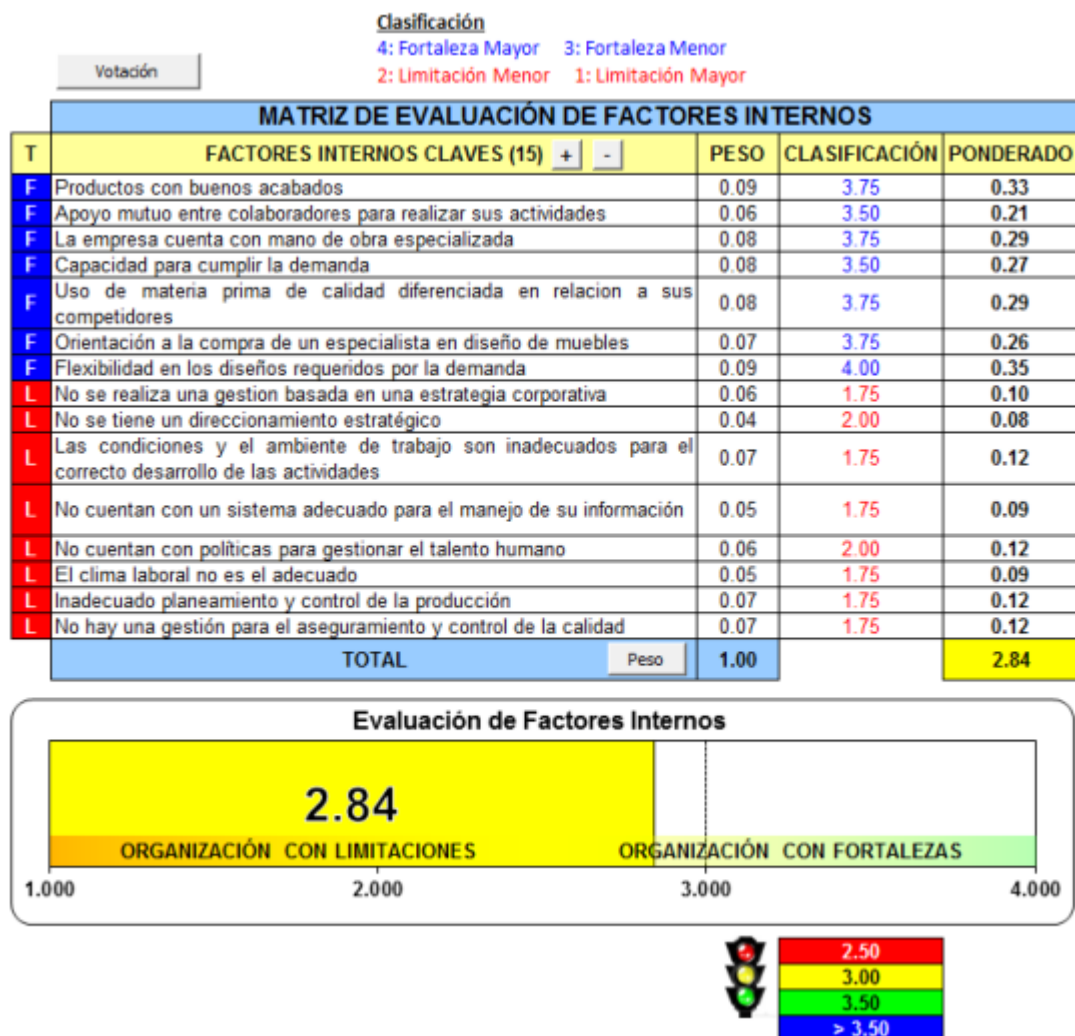 Clasificación
4: Fortaleza Mayor 3: Fortaleza Menor
Votación
2: Limitación Menor 1: Limitación Mayor
MATRIZ DE EVALUACIÓN DE FACTORES INTERNOS
T FACTORES INTERNOS CLAVES (15) + - PESO CLASIFICACIÓN PONDERADO
F Productos con buenos acabados 0.09 3.75 0.33
F Apoyo mutuo entre colaboradores para realizar sus actividades 0.06 3.50 0.21
F La empresa cuenta con mano de obra especializada 0.08 3.75 0.29
F Capacidad para cumplir la demanda 0.08 3.50 0.27
F Uso de materia prima de calidad diferenciada en relacion a sus
competidores 0.08 3.75 0.29
F Orientación a la compra de un especialista en diseño de muebles 0.07 3.75 0.26
F Flexibilidad en los diseños requeridos por la demanda 0.09 4.00 0.35
L No se realiza una gestion basada en una estrategia corporativa 0.06 1.75 0.10
L No se tiene un direccionamiento estratégico 0.04 2.00 0.08
L Las condiciones y el ambiente de trabajo son inadecuados para el
correcto desarrollo de las actividades 0.07 1.75 0.12
L No cuentan con un sistema adecuado para el manejo de su información 0.05 1.75 0.09
L No cuentan con políticas para gestionar el talento humano 0.06 2.00 0.12
L El clima laboral no es el adecuado 0.05 1.75 0.09
L Inadecuado planeamiento y control de la producción 0.07 1.75 0.12
L No hay una gestión para el aseguramiento y control de la calidad 0.07 1.75 0.12
TOTAL Peso 1.00 2.84
Evaluación de Factores Internos
2.84
ORGANIZACIÓN CON LIMITACIONES ORGANIZACIÓN CON FORTALEZAS
1.000 2.000 3.000 4.000
2.50
3.00
3.50
> 3.50